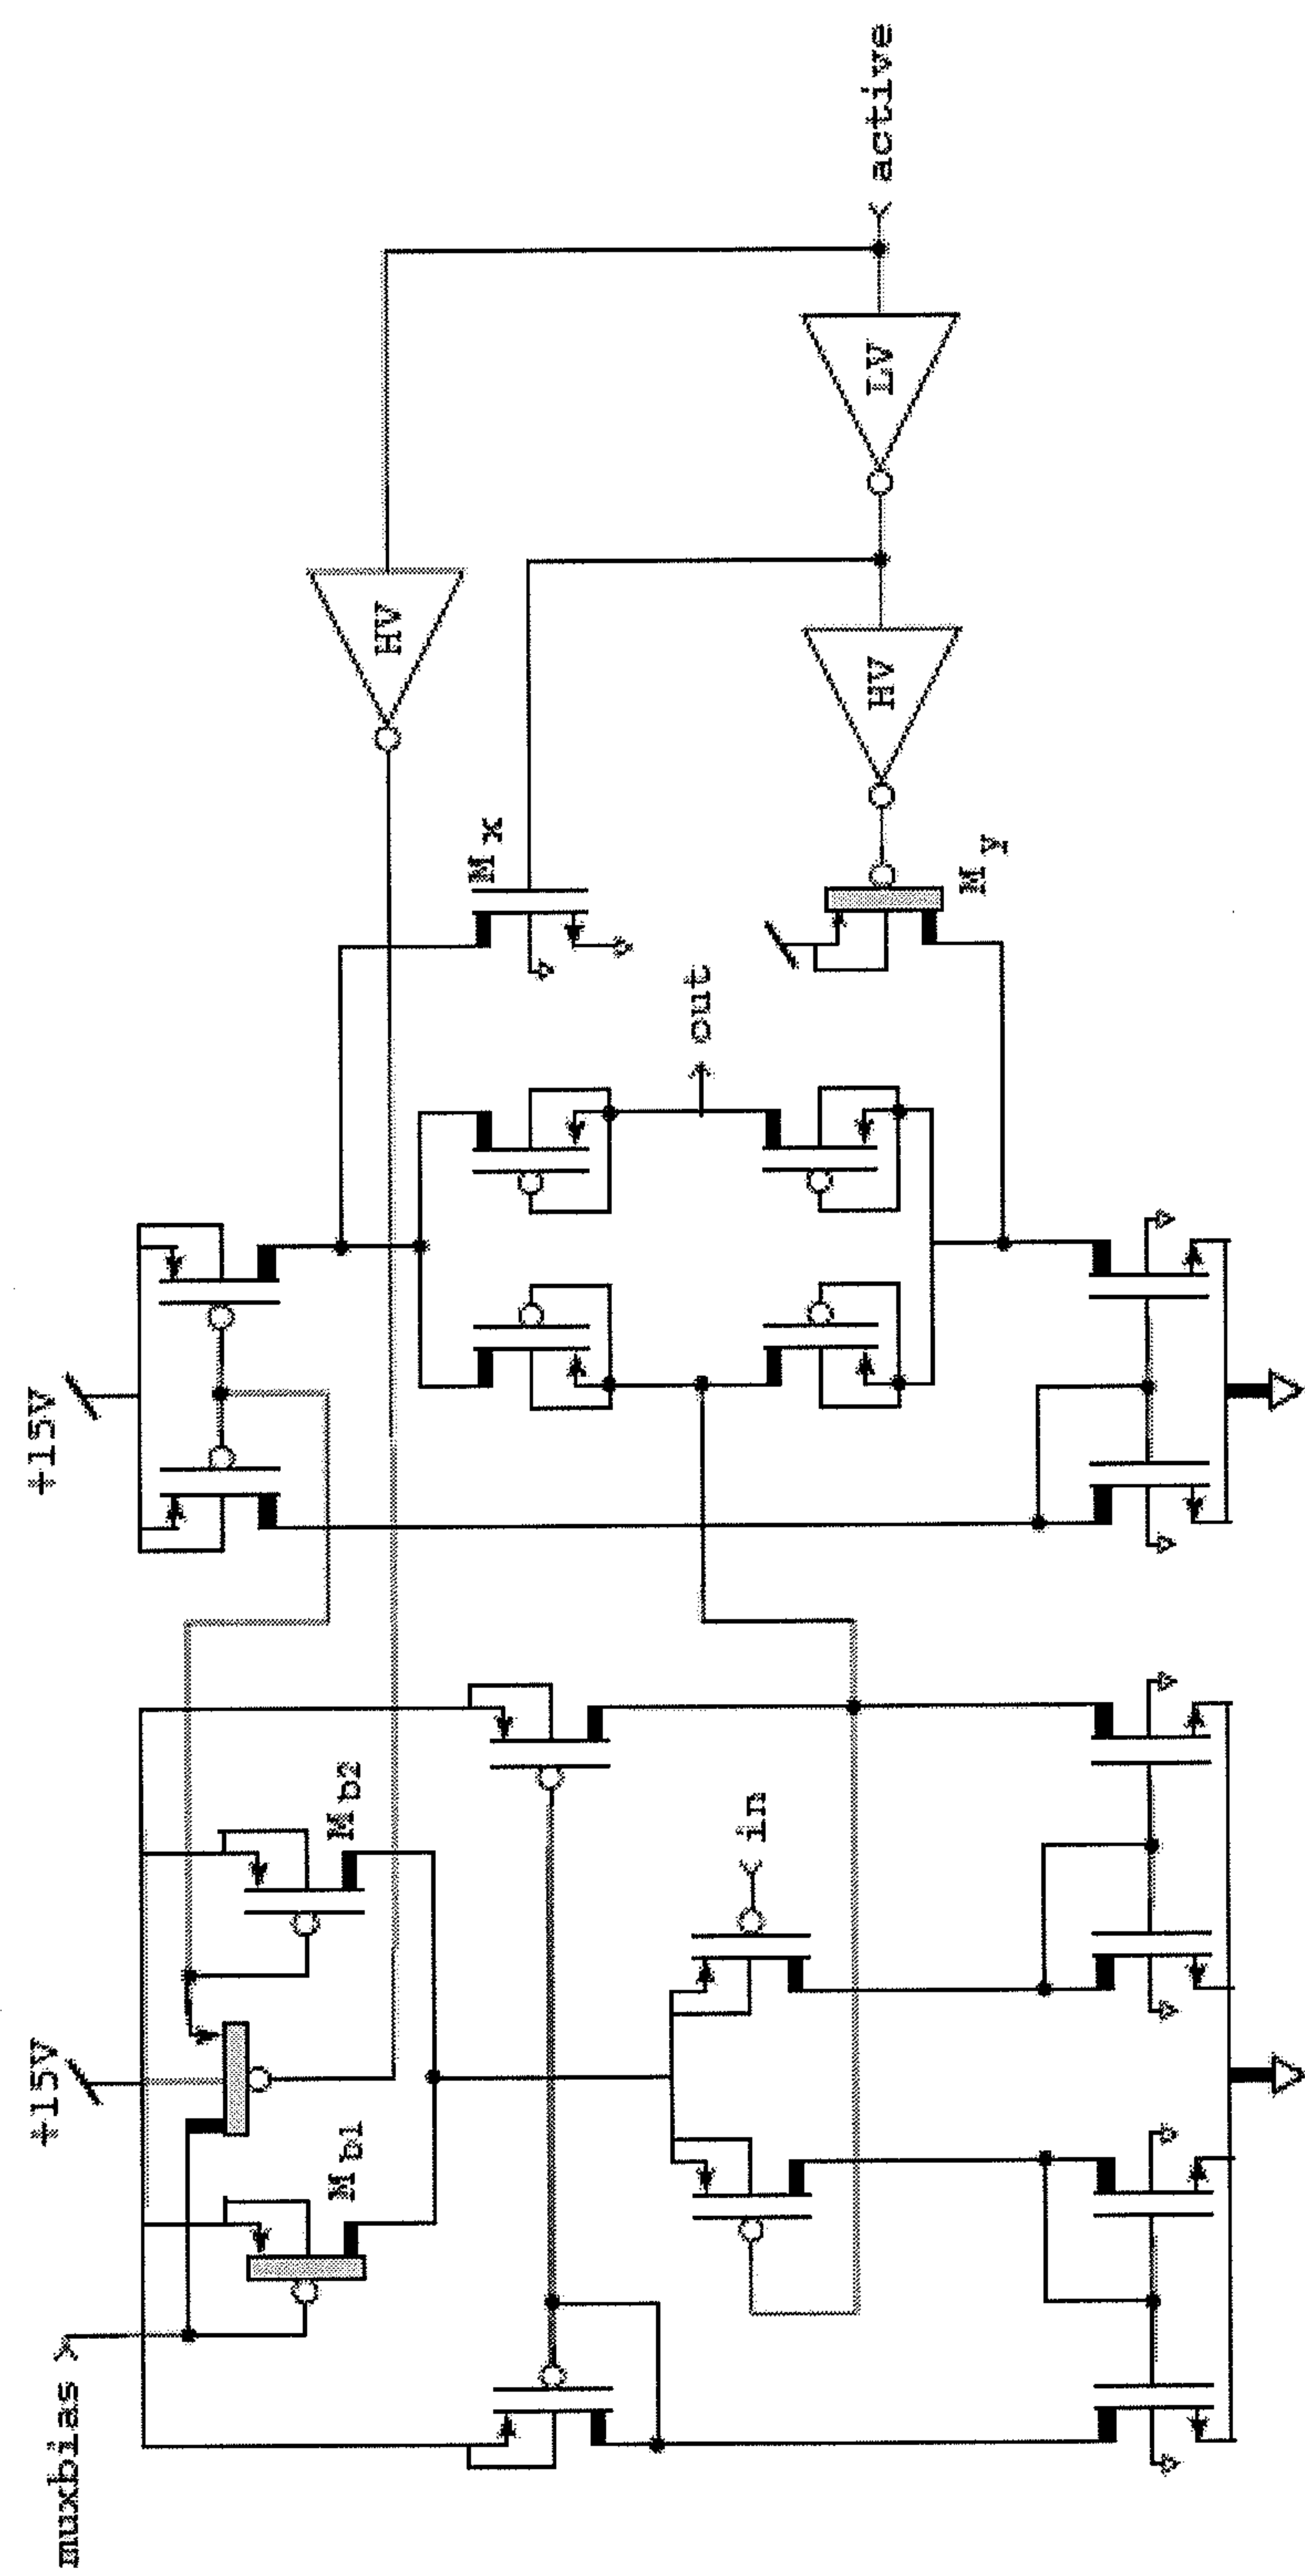 muxbias
+15V
+15V
Mb1
Mb2
in
out
Mx
My
HV
HV
LV
active